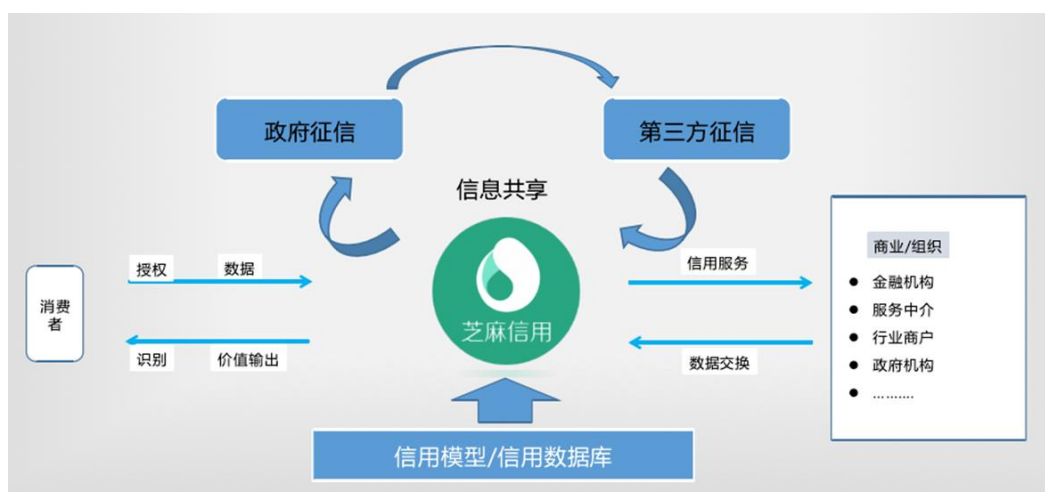 政府征信
第三方征信
信息共享
芝麻信用
消费
者
授权
数据
识别
价值输出
信用服务
数据交换
商业/组织
● 金融机构
● 服务中介
● 行业商户
● 政府机构
● ..........
信用模型/信用数据库